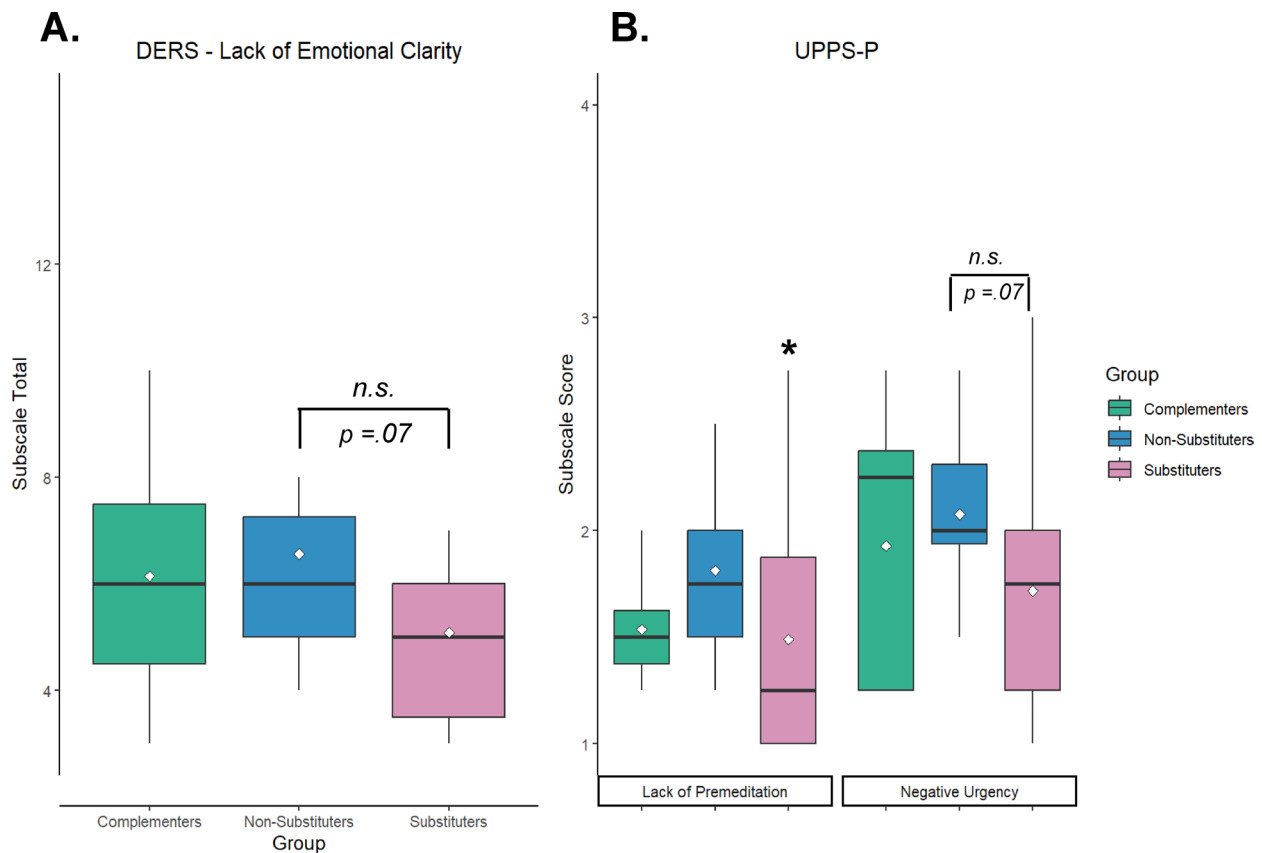 A.
DERS - Lack of Emotional Clarity
Subscale Total
12
8
4
n.s.
p =.07
Complementers
Non-Substituters
Substituters
Group
B.
UPPS-P
Subscale Score
4
3
2
1
*
n.s.
p =.07
Lack of Premeditation
Negative Urgency
Group
Complementers
Non-Substituters
Substituters